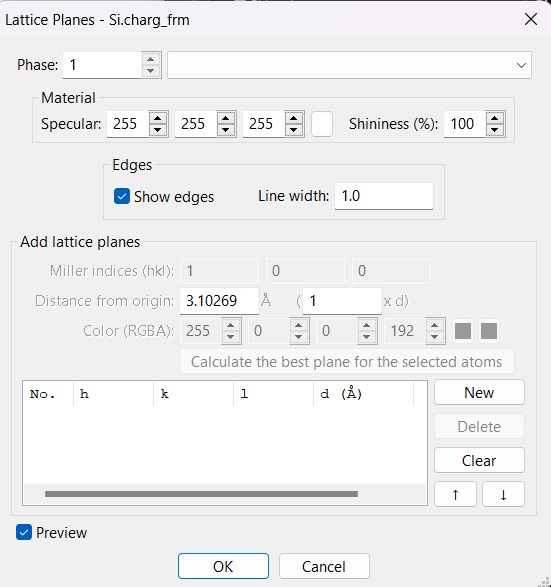 Lattice Planes - Si.charg_frm
Phase: 1
Material
Specular: 255 255 255 Shininess (%): 100
Edges
Show edges Line width: 1.0
Add lattice planes
Miller indices (hkl): 1 0 0
Distance from origin: 3.10269 Å ( 1 x d)
Color (RGBA): 255 0 0 192
Calculate the best plane for the selected atoms
No. h k l d (Å)
New
Delete
Clear
↑ ↓
Preview
OK Cancel